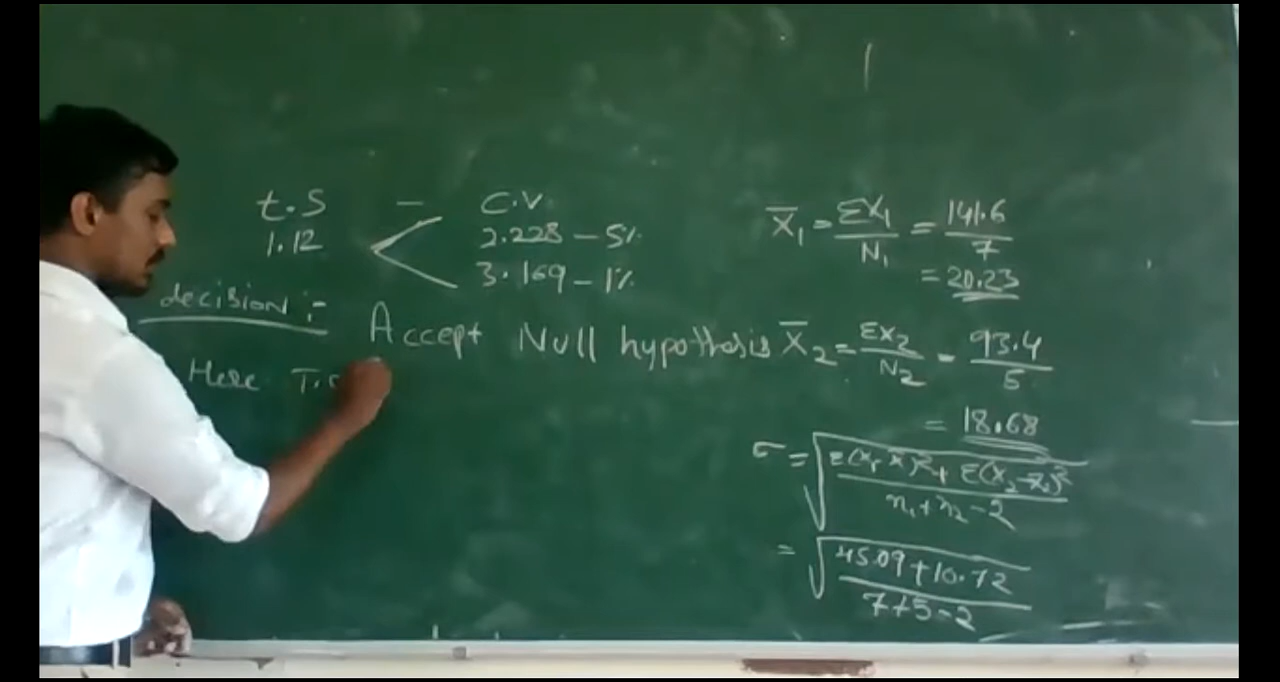 t.S – C.V.
1.12 2.228 – 5%
3.169 – 1%
decision :-
Accept Null hypothesis
Here T.
X̄₁ = ΣX₁/N₁ = 141.6/7
= 20.23
X̄₂ = ΣX₂/N₂ = 93.4/5
= 18.68
σ = √((Σ(X₁-X̄)² + Σ(X₂-X̄₂)²)/(n₁+n₂-2))
= √((45.09+10.72)/(7+5-2))